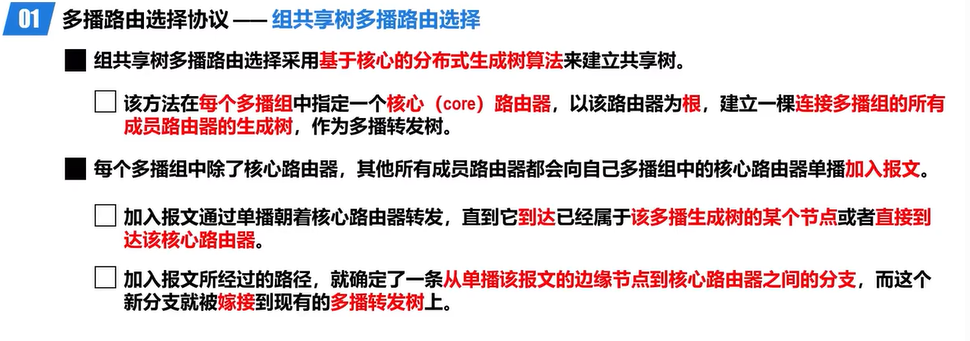 01 多播路由选择协议 —— 组共享树多播路由选择
组共享树多播路由选择采用基于核心的分布式生成树算法来建立共享树。
该方法在每个多播组中指定一个核心（core）路由器，以该路由器为根，建立一棵连接多播组的所有
成员路由器的生成树，作为多播转发树。
每个多播组中除了核心路由器，其他所有成员路由器都会向自己多播组中的核心路由器单播加入报文。
加入报文通过单播朝着核心路由器转发，直到它到达已经属于该多播生成树的某个节点或者直接到
达该核心路由器。
加入报文所经过的路径，就确定了一条从单播该报文的边缘节点到核心路由器之间的分支，而这个
新分支就被嫁接到现有的多播转发树上。